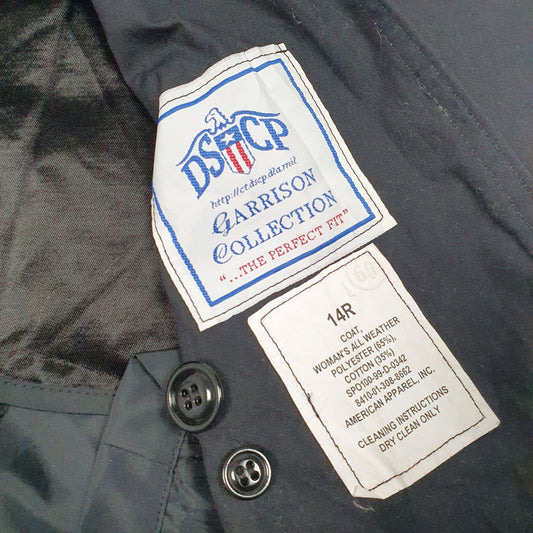 DSCP
http://ct.dscp.dla.mil
GARRISON
COLLECTION
"...THE PERFECT FIT"
60
14R
COAT,
WOMAN'S ALL WEATHER
POLYESTER (65%),
COTTON (35%),
SPO100-99-D-0342
8410-01-308-8662
AMERICAN APPAREL, INC.
CLEANING INSTRUCTIONS
DRY CLEAN ONLY